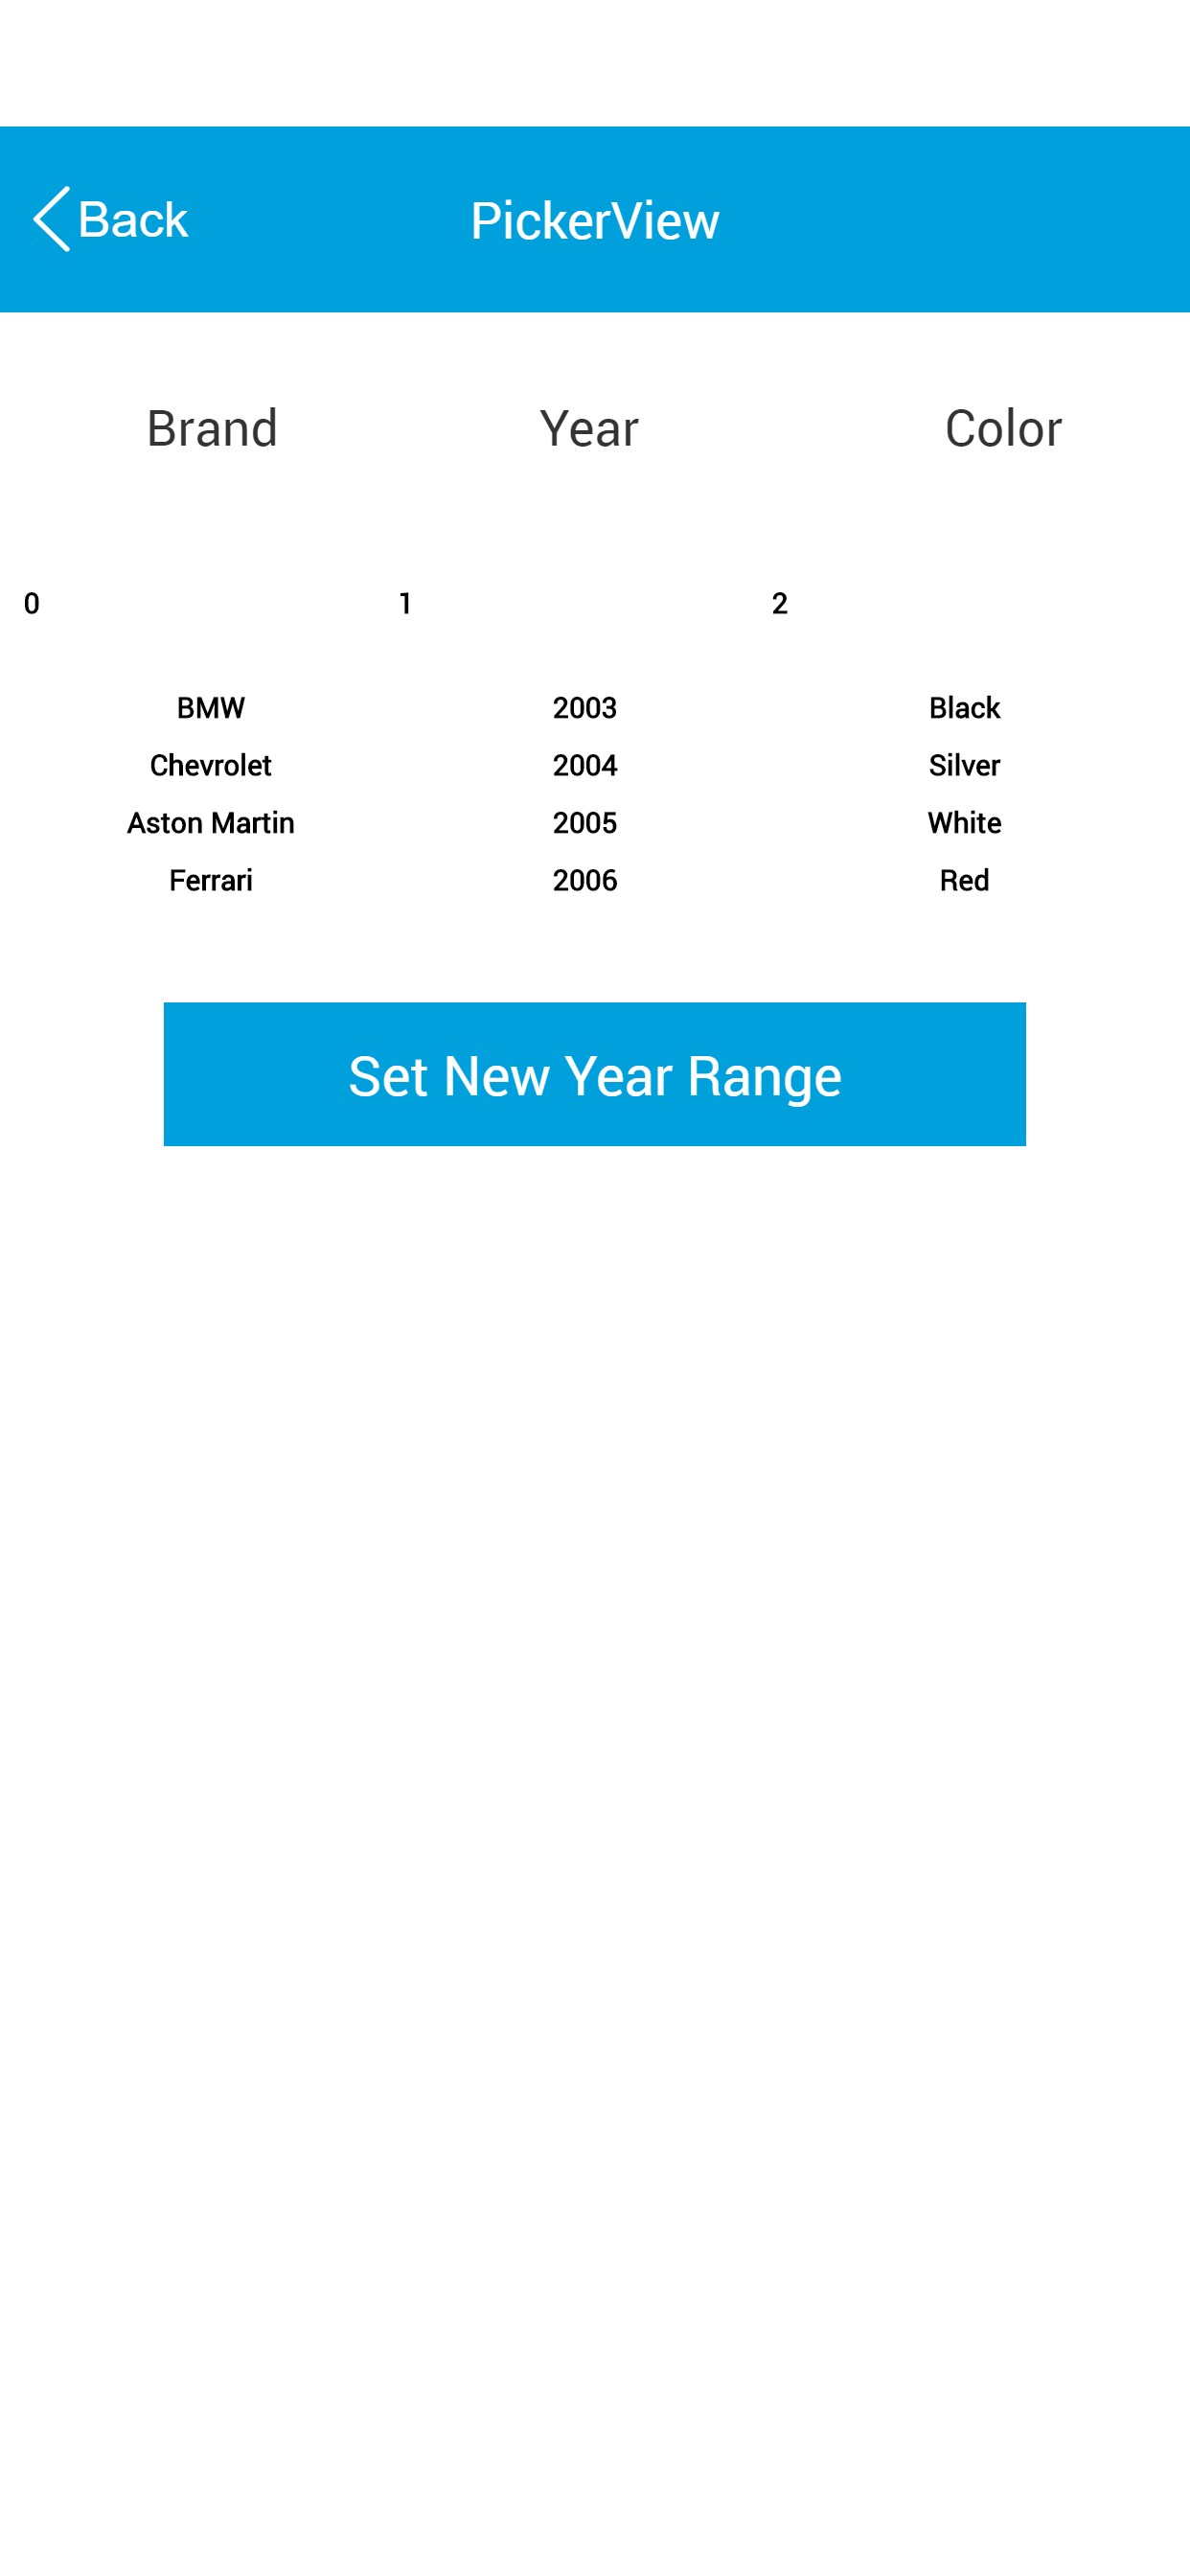 Back PickerView
Brand Year Color
0 1 2
BMW 2003 Black
Chevrolet 2004 Silver
Aston Martin 2005 White
Ferrari 2006 Red
Set New Year Range